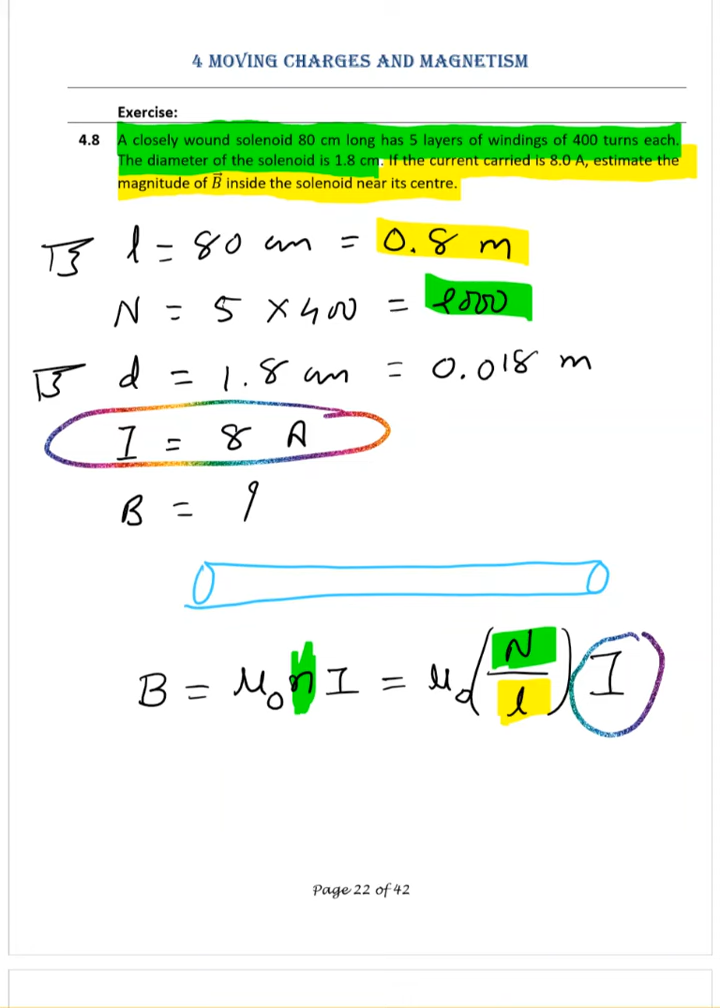 4 MOVING CHARGES AND MAGNETISM
Exercise:
4.8 A closely wound solenoid 80 cm long has 5 layers of windings of 400 turns each.
The diameter of the solenoid is 1.8 cm. If the current carried is 8.0 A, estimate the
magnitude of B⃗ inside the solenoid near its centre.
l = 80 cm = 0.8 m
N = 5 × 400 = 2000
d = 1.8 cm = 0.018 m
I = 8 A
B = ?
B = μ₀ n I = μ₀ (N/l) I
Page 22 of 42